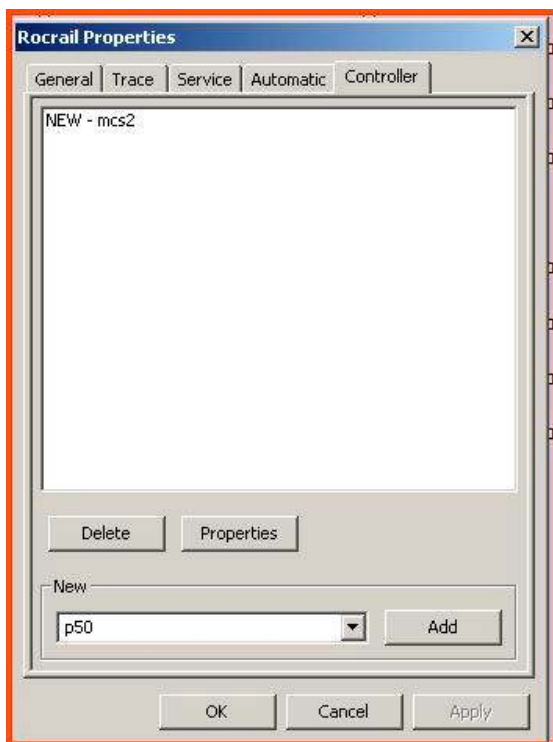 Rocrail Properties
General Trace Service Automatic Controller
NEW - mcs2
Delete Properties
New
p50 Add
OK Cancel Apply